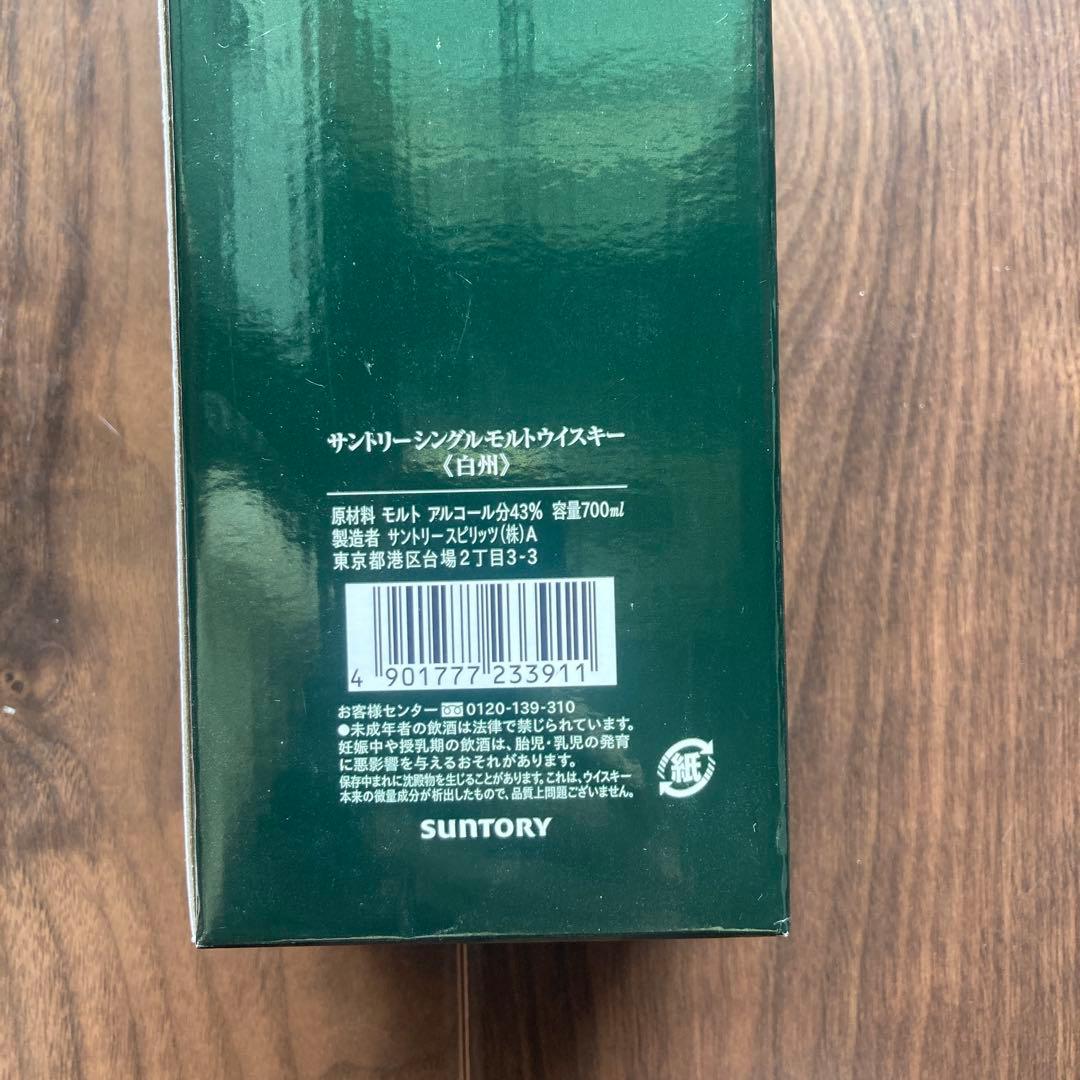 サントリーシングルモルトウイスキー
《白州》
原材料 モルト アルコール分43% 容量700ml
製造者 サントリースピリッツ(株)A
東京都港区台場2丁目3-3
4 901777 233911
お客様センター 0120-139-310
●未成年者の飲酒は法律で禁じられています。
妊娠中や授乳期の飲酒は、胎児・乳児の発育
に悪影響を与えるおそれがあります。
保存中まれに沈殿物を生じることがあります。これは、ウイスキー
本来の微量成分が析出したもので、品質上問題ございません。
紙
SUNTORY